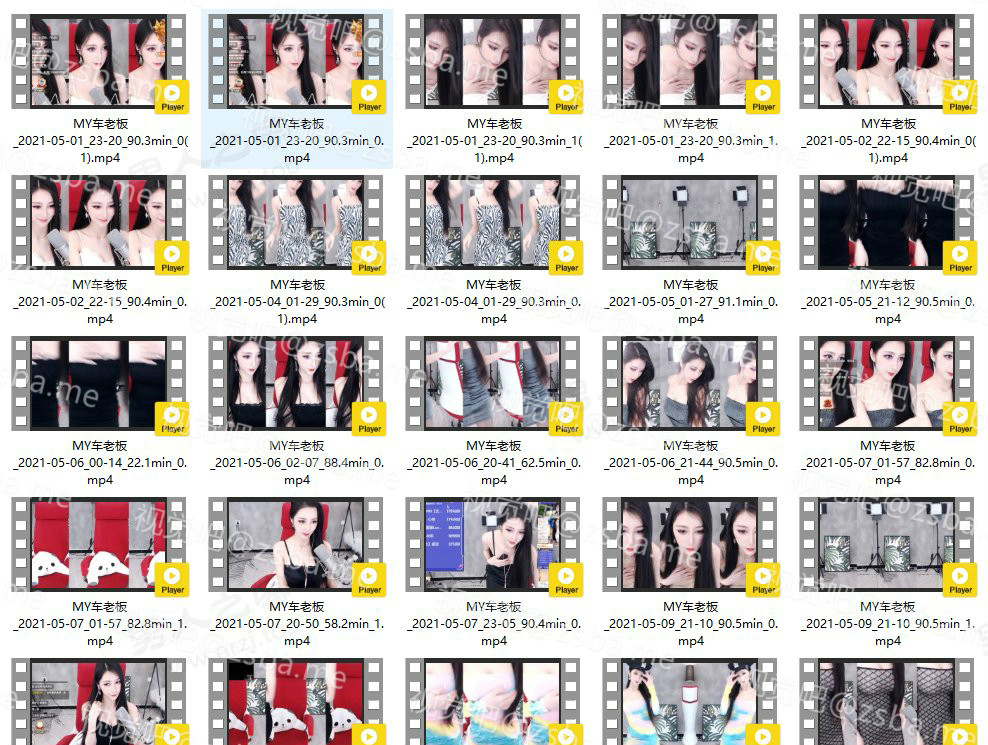 Player
Player
Player
Player
Player
MY车老板
_2021-05-01_23-20_90.3min_0(
1).mp4
MY车老板
_2021-05-01_23-20_90.3min_0.
mp4
MY车老板
_2021-05-01_23-20_90.3min_1(
1).mp4
MY车老板
_2021-05-01_23-20_90.3min_1.
mp4
MY车老板
_2021-05-02_22-15_90.4min_0(
1).mp4
Player
Player
Player
Player
Player
MY车老板
_2021-05-02_22-15_90.4min_0.
mp4
MY车老板
_2021-05-04_01-29_90.3min_0(
1).mp4
MY车老板
_2021-05-04_01-29_90.3min_0.
mp4
MY车老板
_2021-05-05_01-27_91.1min_0.
mp4
MY车老板
_2021-05-05_21-12_90.5min_0.
mp4
Player
Player
Player
Player
Player
MY车老板
_2021-05-06_00-14_22.1min_0.
mp4
MY车老板
_2021-05-06_02-07_88.4min_0.
mp4
MY车老板
_2021-05-06_20-41_62.5min_0.
mp4
MY车老板
_2021-05-06_21-44_90.5min_0.
mp4
MY车老板
_2021-05-07_01-57_82.8min_0.
mp4
Player
Player
Player
Player
Player
MY车老板
_2021-05-07_01-57_82.8min_1.
mp4
MY车老板
_2021-05-07_20-50_58.2min_1.
mp4
MY车老板
_2021-05-07_23-05_90.4min_0.
mp4
MY车老板
_2021-05-09_21-10_90.5min_0.
mp4
MY车老板
_2021-05-09_21-10_90.5min_1.
mp4
视觉吧@zsba.me